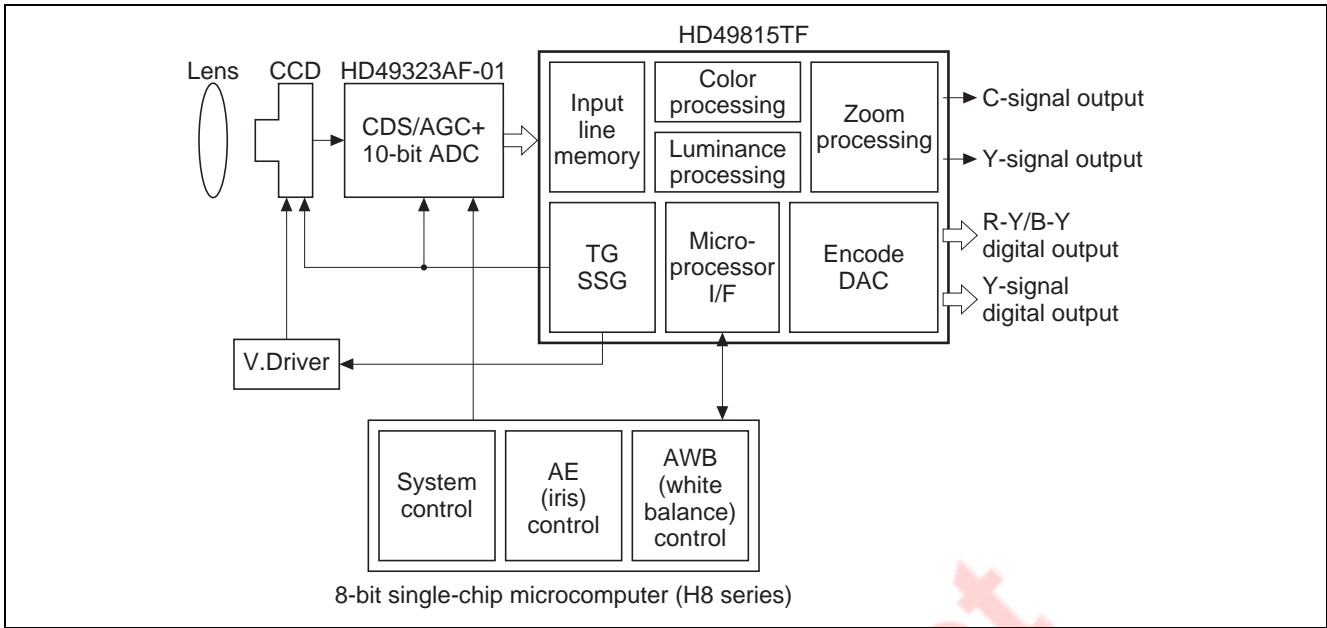 HD49815TF
Lens
CCD
HD49323AF-01
CDS/AGC+
10-bit ADC
Input
line
memory
Color
processing
Luminance
processing
Zoom
processing
C-signal output
Y-signal output
TG
SSG
Micro-
processor
I/F
Encode
DAC
R-Y/B-Y
digital output
Y-signal
digital output
V.Driver
System
control
AE
(iris)
control
AWB
(white
balance)
control
8-bit single-chip microcomputer (H8 series)